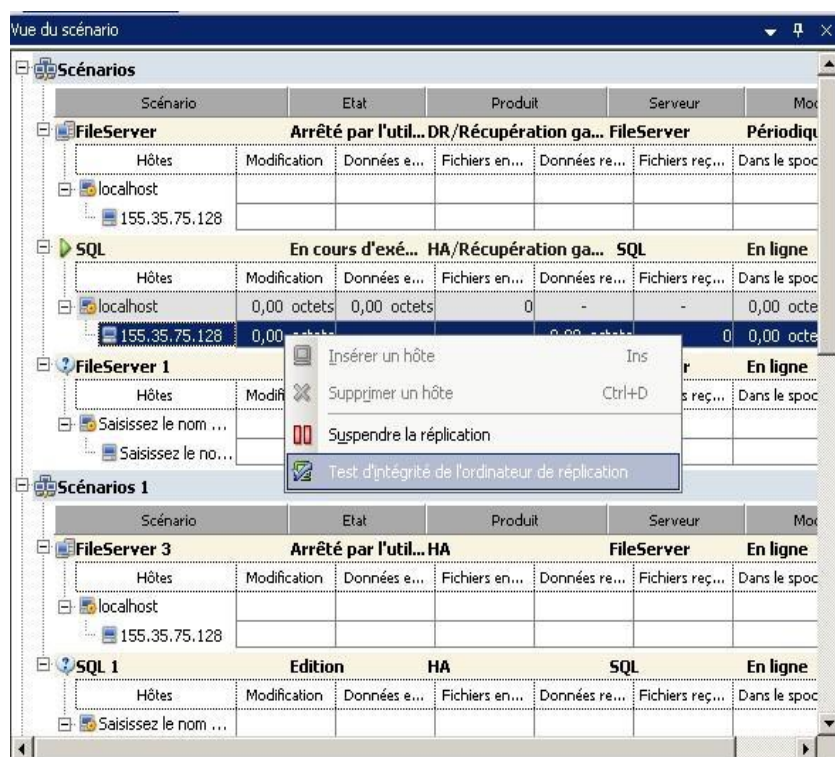 Vue du scénario
Scénarios
Scénario Etat Produit Serveur Mod
FileServer Arrêté par l'util... DR/Récupération ga... FileServer Périodiqu
Hôtes Modification Données e... Fichiers en... Données re... Fichiers reç... Dans le spoc
localhost
155.35.75.128
SQL En cours d'exé... HA/Récupération ga... SQL En ligne
Hôtes Modification Données e... Fichiers en... Données re... Fichiers reç... Dans le spoc
localhost 0,00 octets 0,00 octets 0 - - 0,00 octe
155.35.75.128 0,00 octets 0,00 octets 0 0,00 octe
Insérer un hôte Ins
FileServer 1 r En ligne
Hôtes Modifi s reç... Dans le spoc
Supprimer un hôte Ctrl+D
Saisissez le nom ...
Suspendre la réplication
Saisissez le no...
Test d'intégrité de l'ordinateur de réplication
Scénarios 1
Scénario Etat Produit Serveur Mod
FileServer 3 Arrêté par l'util... HA FileServer En ligne
Hôtes Modification Données e... Fichiers en... Données re... Fichiers reç... Dans le spoc
localhost
155.35.75.128
SQL 1 Edition HA SQL En ligne
Hôtes Modification Données e... Fichiers en... Données re... Fichiers reç... Dans le spoc
Saisissez le nom ...